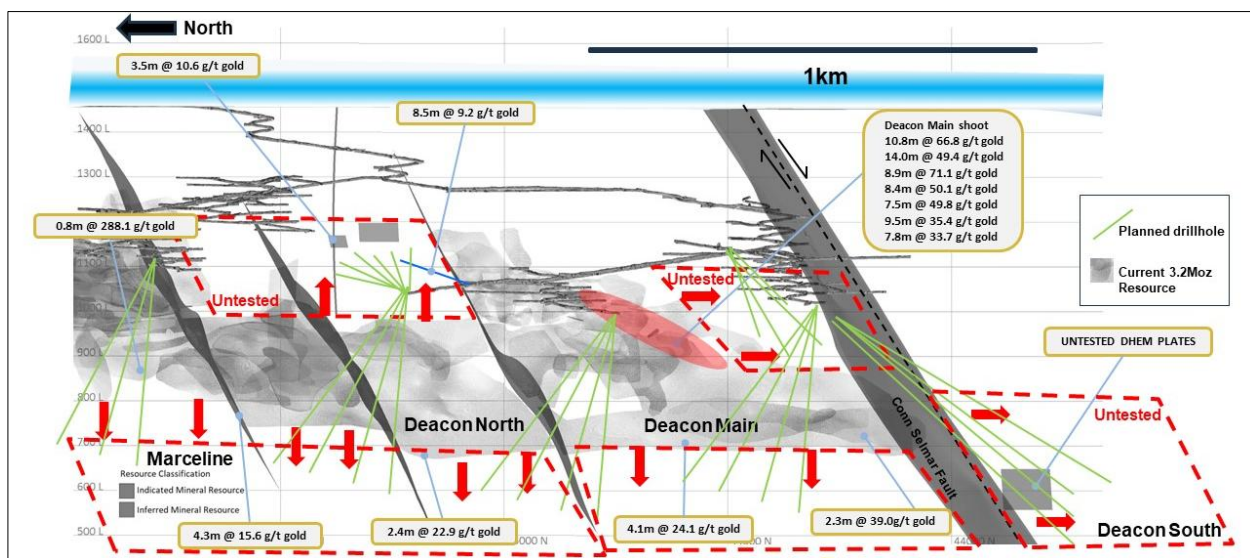 North
1600 L
3.5m @ 10.6 g/t gold
1km
8.5m @ 9.2 g/t gold
1400 L
Deacon Main shoot
10.8m @ 66.8 g/t gold
14.0m @ 49.4 g/t gold
8.9m @ 71.1 g/t gold
8.4m @ 50.1 g/t gold
7.5m @ 49.8 g/t gold
9.5m @ 35.4 g/t gold
7.8m @ 33.7 g/t gold
1300 L
0.8m @ 288.1 g/t gold
Planned drillhole
Current 3.2Moz
Resource
1100 L
Untested
Untested
1000 L
900 L
UNTESTED DHEM PLATES
800 L
Untested
Deacon North
Deacon Main
700 L
Marceline
Resource Classification
Indicated Mineral Resource
Inferred Mineral Resource
600 L
Conn Selmar Fault
500 L
4.3m @ 15.6 g/t gold
2.4m @ 22.9 g/t gold
4.1m @ 24.1 g/t gold
2.3m @ 39.0g/t gold
Deacon South